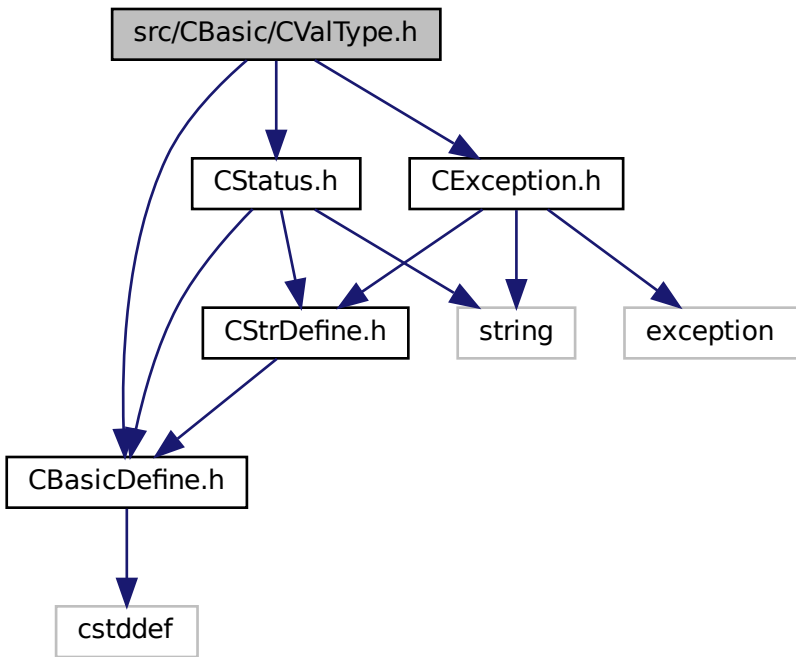 src/CBasic/CValType.h
CStatus.h
CException.h
CStrDefine.h
string
exception
CBasicDefine.h
cstddef